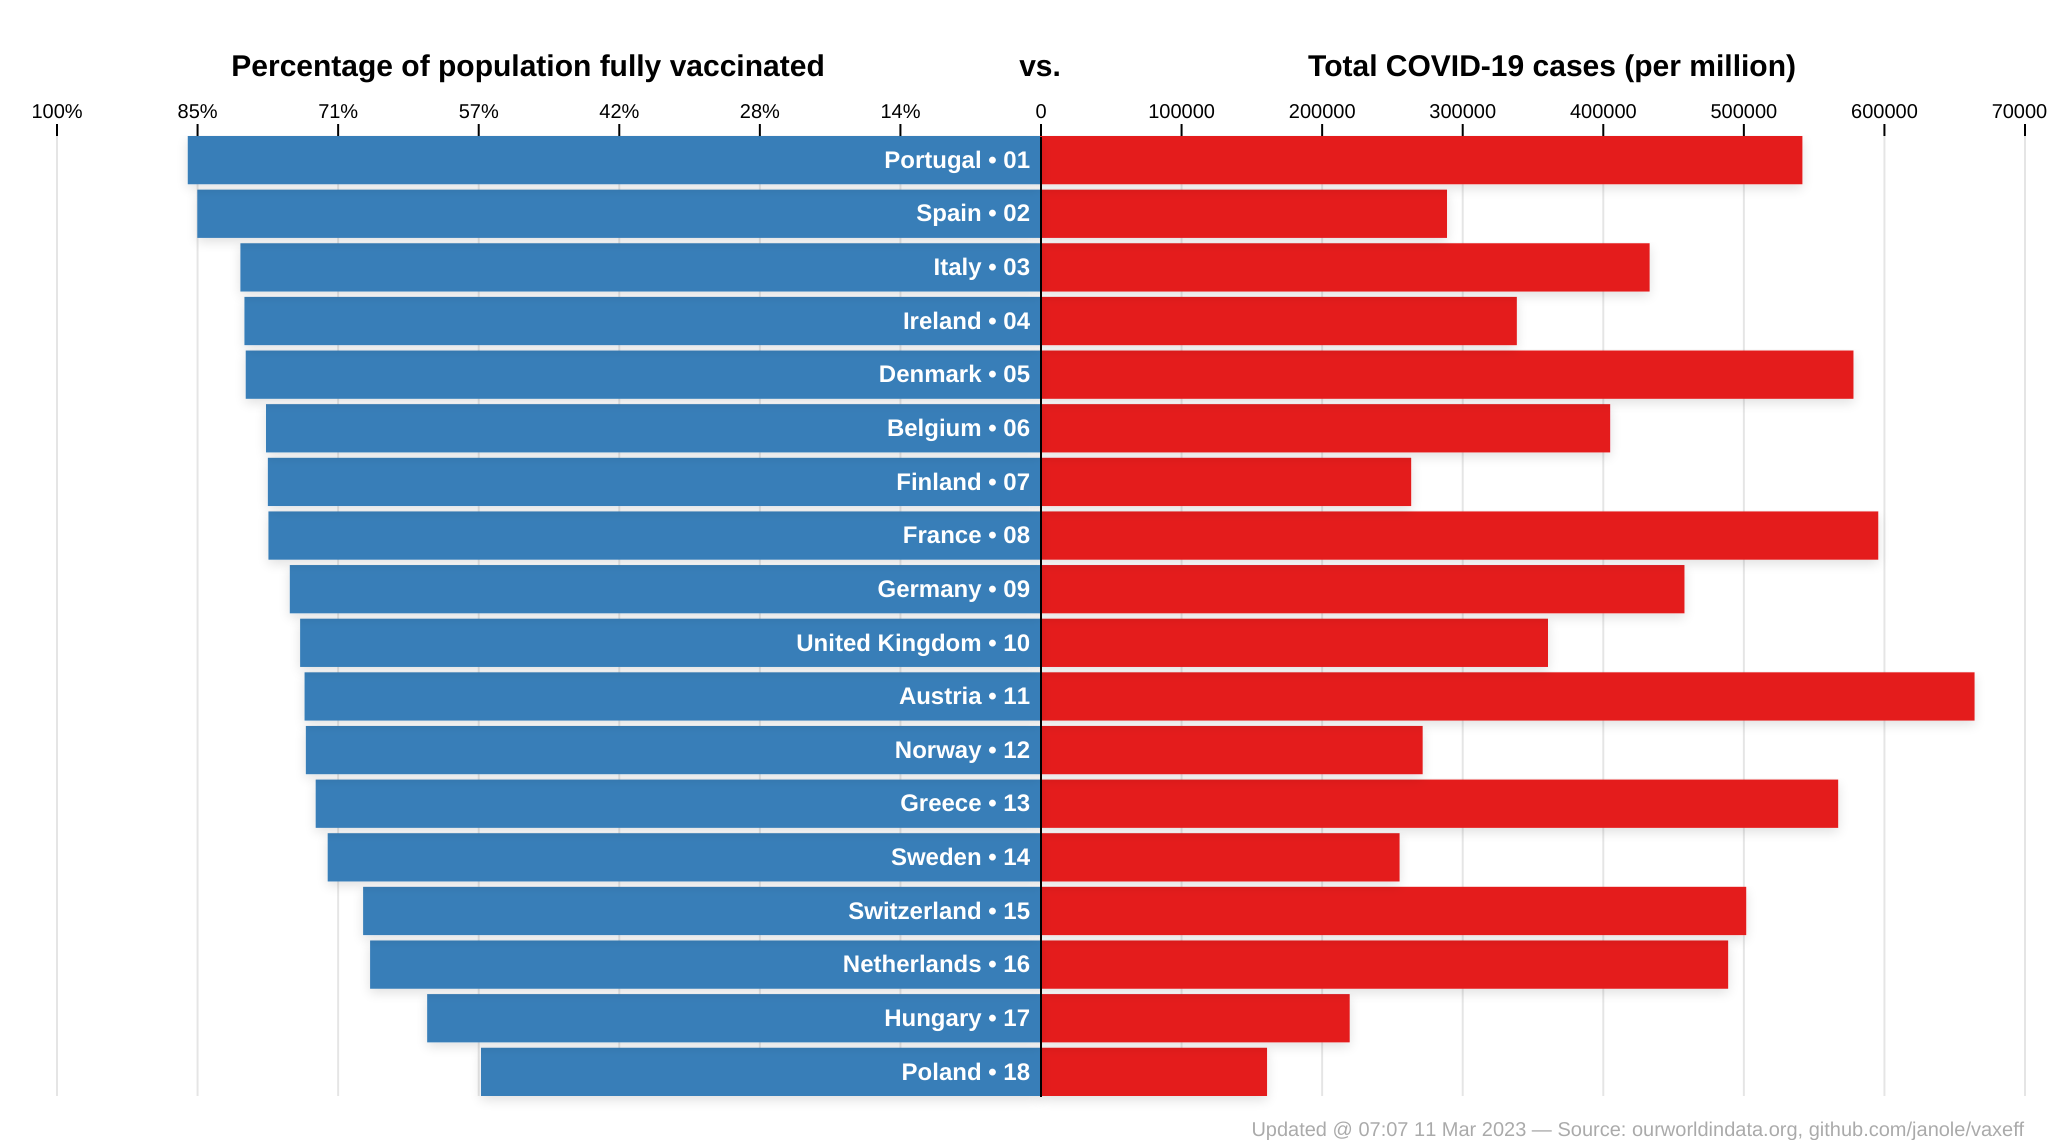 Percentage of population fully vaccinated vs. Total COVID-19 cases (per million)
100% 85% 71% 57% 42% 28% 14% 0 100000 200000 300000 400000 500000 600000 70000
Portugal • 01
Spain • 02
Italy • 03
Ireland • 04
Denmark • 05
Belgium • 06
Finland • 07
France • 08
Germany • 09
United Kingdom • 10
Austria • 11
Norway • 12
Greece • 13
Sweden • 14
Switzerland • 15
Netherlands • 16
Hungary • 17
Poland • 18
Updated @ 07:07 11 Mar 2023 — Source: ourworldindata.org, github.com/janole/vaxeff